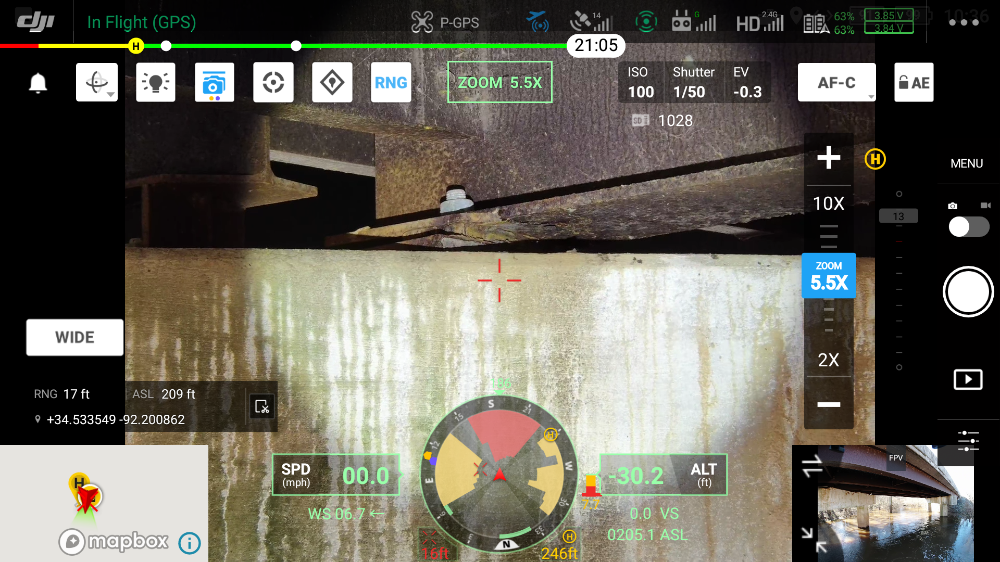 dji
In Flight (GPS)
P-GPS
14
G
HD
2.4G
63%
63%
3.85 V
3.84 V
10:36
H
21:05
RNG
ZOOM 5.5X
ISO
100
Shutter
1/50
EV
-0.3
AF-C
AE
SD
1028
H
MENU
10X
13
ZOOM
5.5X
2X
WIDE
RNG 17 ft
ASL 209 ft
+34.533549 -92.200862
186
S
21
15
12
H
W
E
30
33
N
SPD
(mph)
00.0
WS 06.7 ←
-30.2
ALT
(ft)
7.7
0.0 VS
0205.1 ASL
16ft
H
246ft
H
mapbox
i
FPV